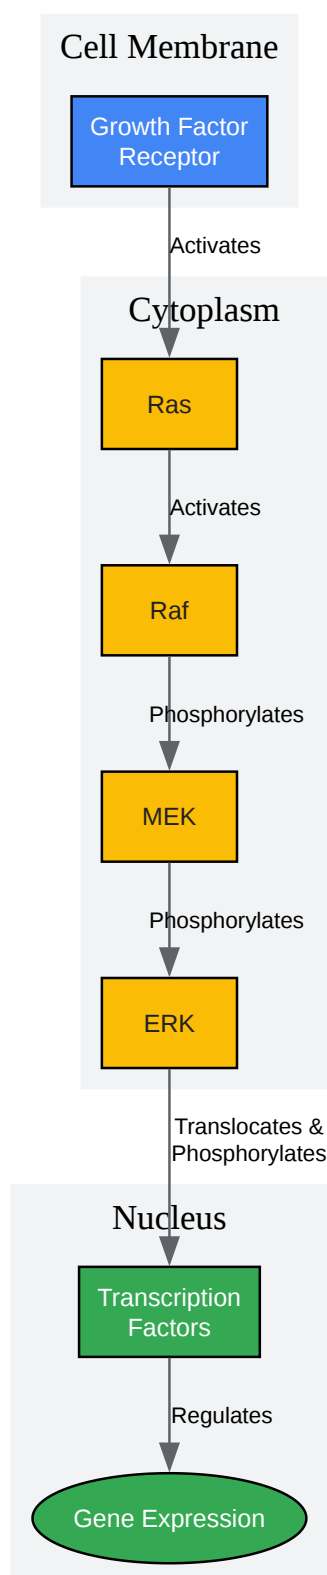 Cell Membrane
Growth Factor
Receptor
Activates
Cytoplasm
Ras
Activates
Raf
Phosphorylates
MEK
Phosphorylates
ERK
Translocates &
Phosphorylates
Nucleus
Transcription
Factors
Regulates
Gene Expression